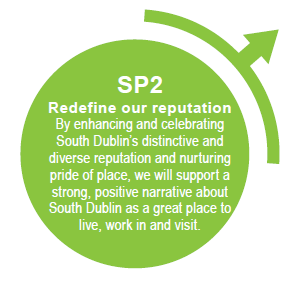 SP2
Redefine our reputation
By enhancing and celebrating
South Dublin's distinctive and
diverse reputation and nurturing
pride of place, we will support a
strong, positive narrative about
South Dublin as a great place to
live, work in and visit.